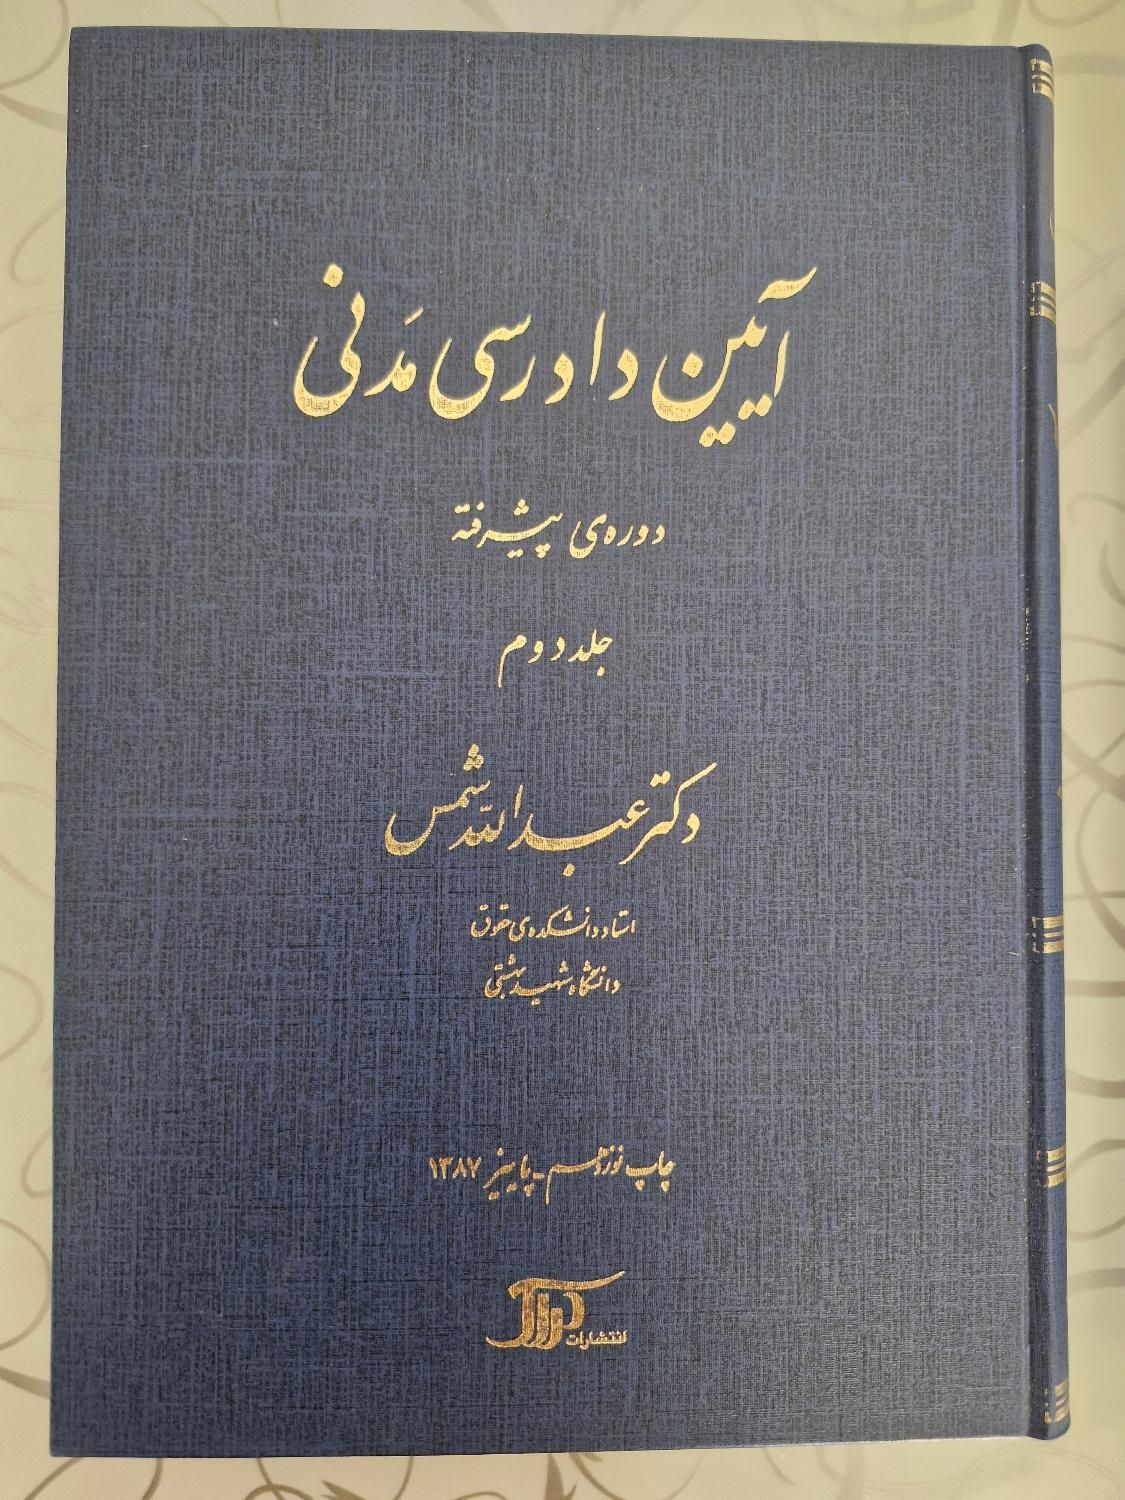 آیین دادرسی مَدَنی
دوره‌ی پیشرفته
جلد دوم
دکتر عبدالله شمس
استاد دانشکده‌ی حقوق
دانشگاه شهید بهشتی
چاپ نوزدهم - پاییز ۱۳۸۷
انتشارات دراک